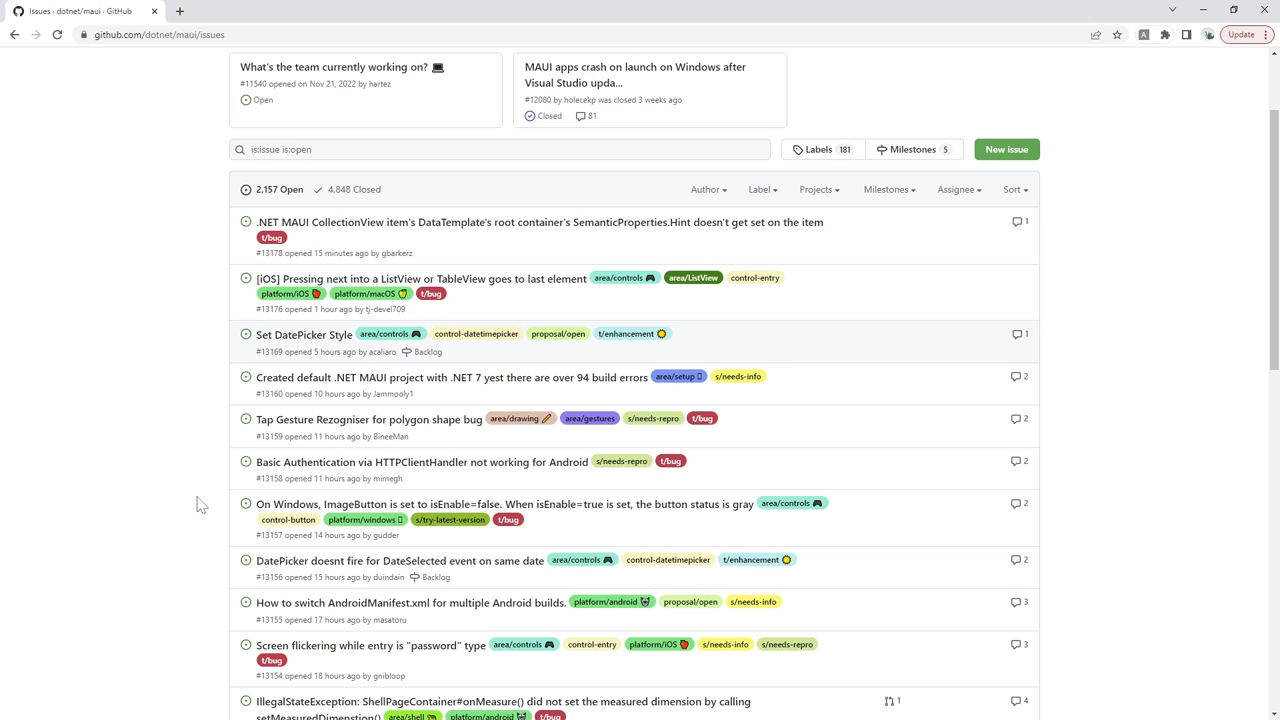 Issues · dotnet/maui · GitHub
github.com/dotnet/maui/issues
Update
What's the team currently working on? 💻
#11540 opened on Nov 21, 2022 by hartez
Open
MAUI apps crash on launch on Windows after
Visual Studio upda...
#12080 by holecekp was closed 3 weeks ago
Closed 81
is:issue is:open
Labels 181 Milestones 5 New issue
2,157 Open 4,848 Closed Author Label Projects Milestones Assignee Sort
.NET MAUI CollectionView item's DataTemplate's root container's SemanticProperties.Hint doesn't get set on the item 1
t/bug
#13178 opened 15 minutes ago by gbarkerz
[iOS] Pressing next into a ListView or TableView goes to last element area/controls 🎮 area/ListView control-entry
platform/iOS 🍎 platform/macOS 🍏 t/bug
#13176 opened 1 hour ago by tj-devel709
Set DatePicker Style area/controls 🎮 control-datetimepicker proposal/open t/enhancement ☀️ 1
#13169 opened 5 hours ago by acaliaro Backlog
Created default .NET MAUI project with .NET 7 yest there are over 94 build errors area/setup s/needs-info 2
#13160 opened 10 hours ago by Jammooly1
Tap Gesture Rezogniser for polygon shape bug area/drawing ✏️ area/gestures s/needs-repro t/bug 2
#13159 opened 11 hours ago by BineeMan
Basic Authentication via HTTPClientHandler not working for Android s/needs-repro t/bug 2
#13158 opened 11 hours ago by mimegh
On Windows, ImageButton is set to isEnable=false. When isEnable=true is set, the button status is gray area/controls 🎮 2
control-button platform/windows s/try-latest-version t/bug
#13157 opened 14 hours ago by gudder
DatePicker doesnt fire for DateSelected event on same date area/controls 🎮 control-datetimepicker t/enhancement ☀️ 2
#13156 opened 15 hours ago by duindain Backlog
How to switch AndroidManifest.xml for multiple Android builds. platform/android 🤖 proposal/open s/needs-info 3
#13155 opened 17 hours ago by masatoru
Screen flickering while entry is "password" type area/controls 🎮 control-entry platform/iOS 🍎 s/needs-info s/needs-repro 3
t/bug
#13154 opened 18 hours ago by gnibloop
IllegalStateException: ShellPageContainer#onMeasure() did not set the measured dimension by calling 1 4
setMeasuredDimenstion() area/shell 🐢 platform/android 🤖 t/bug